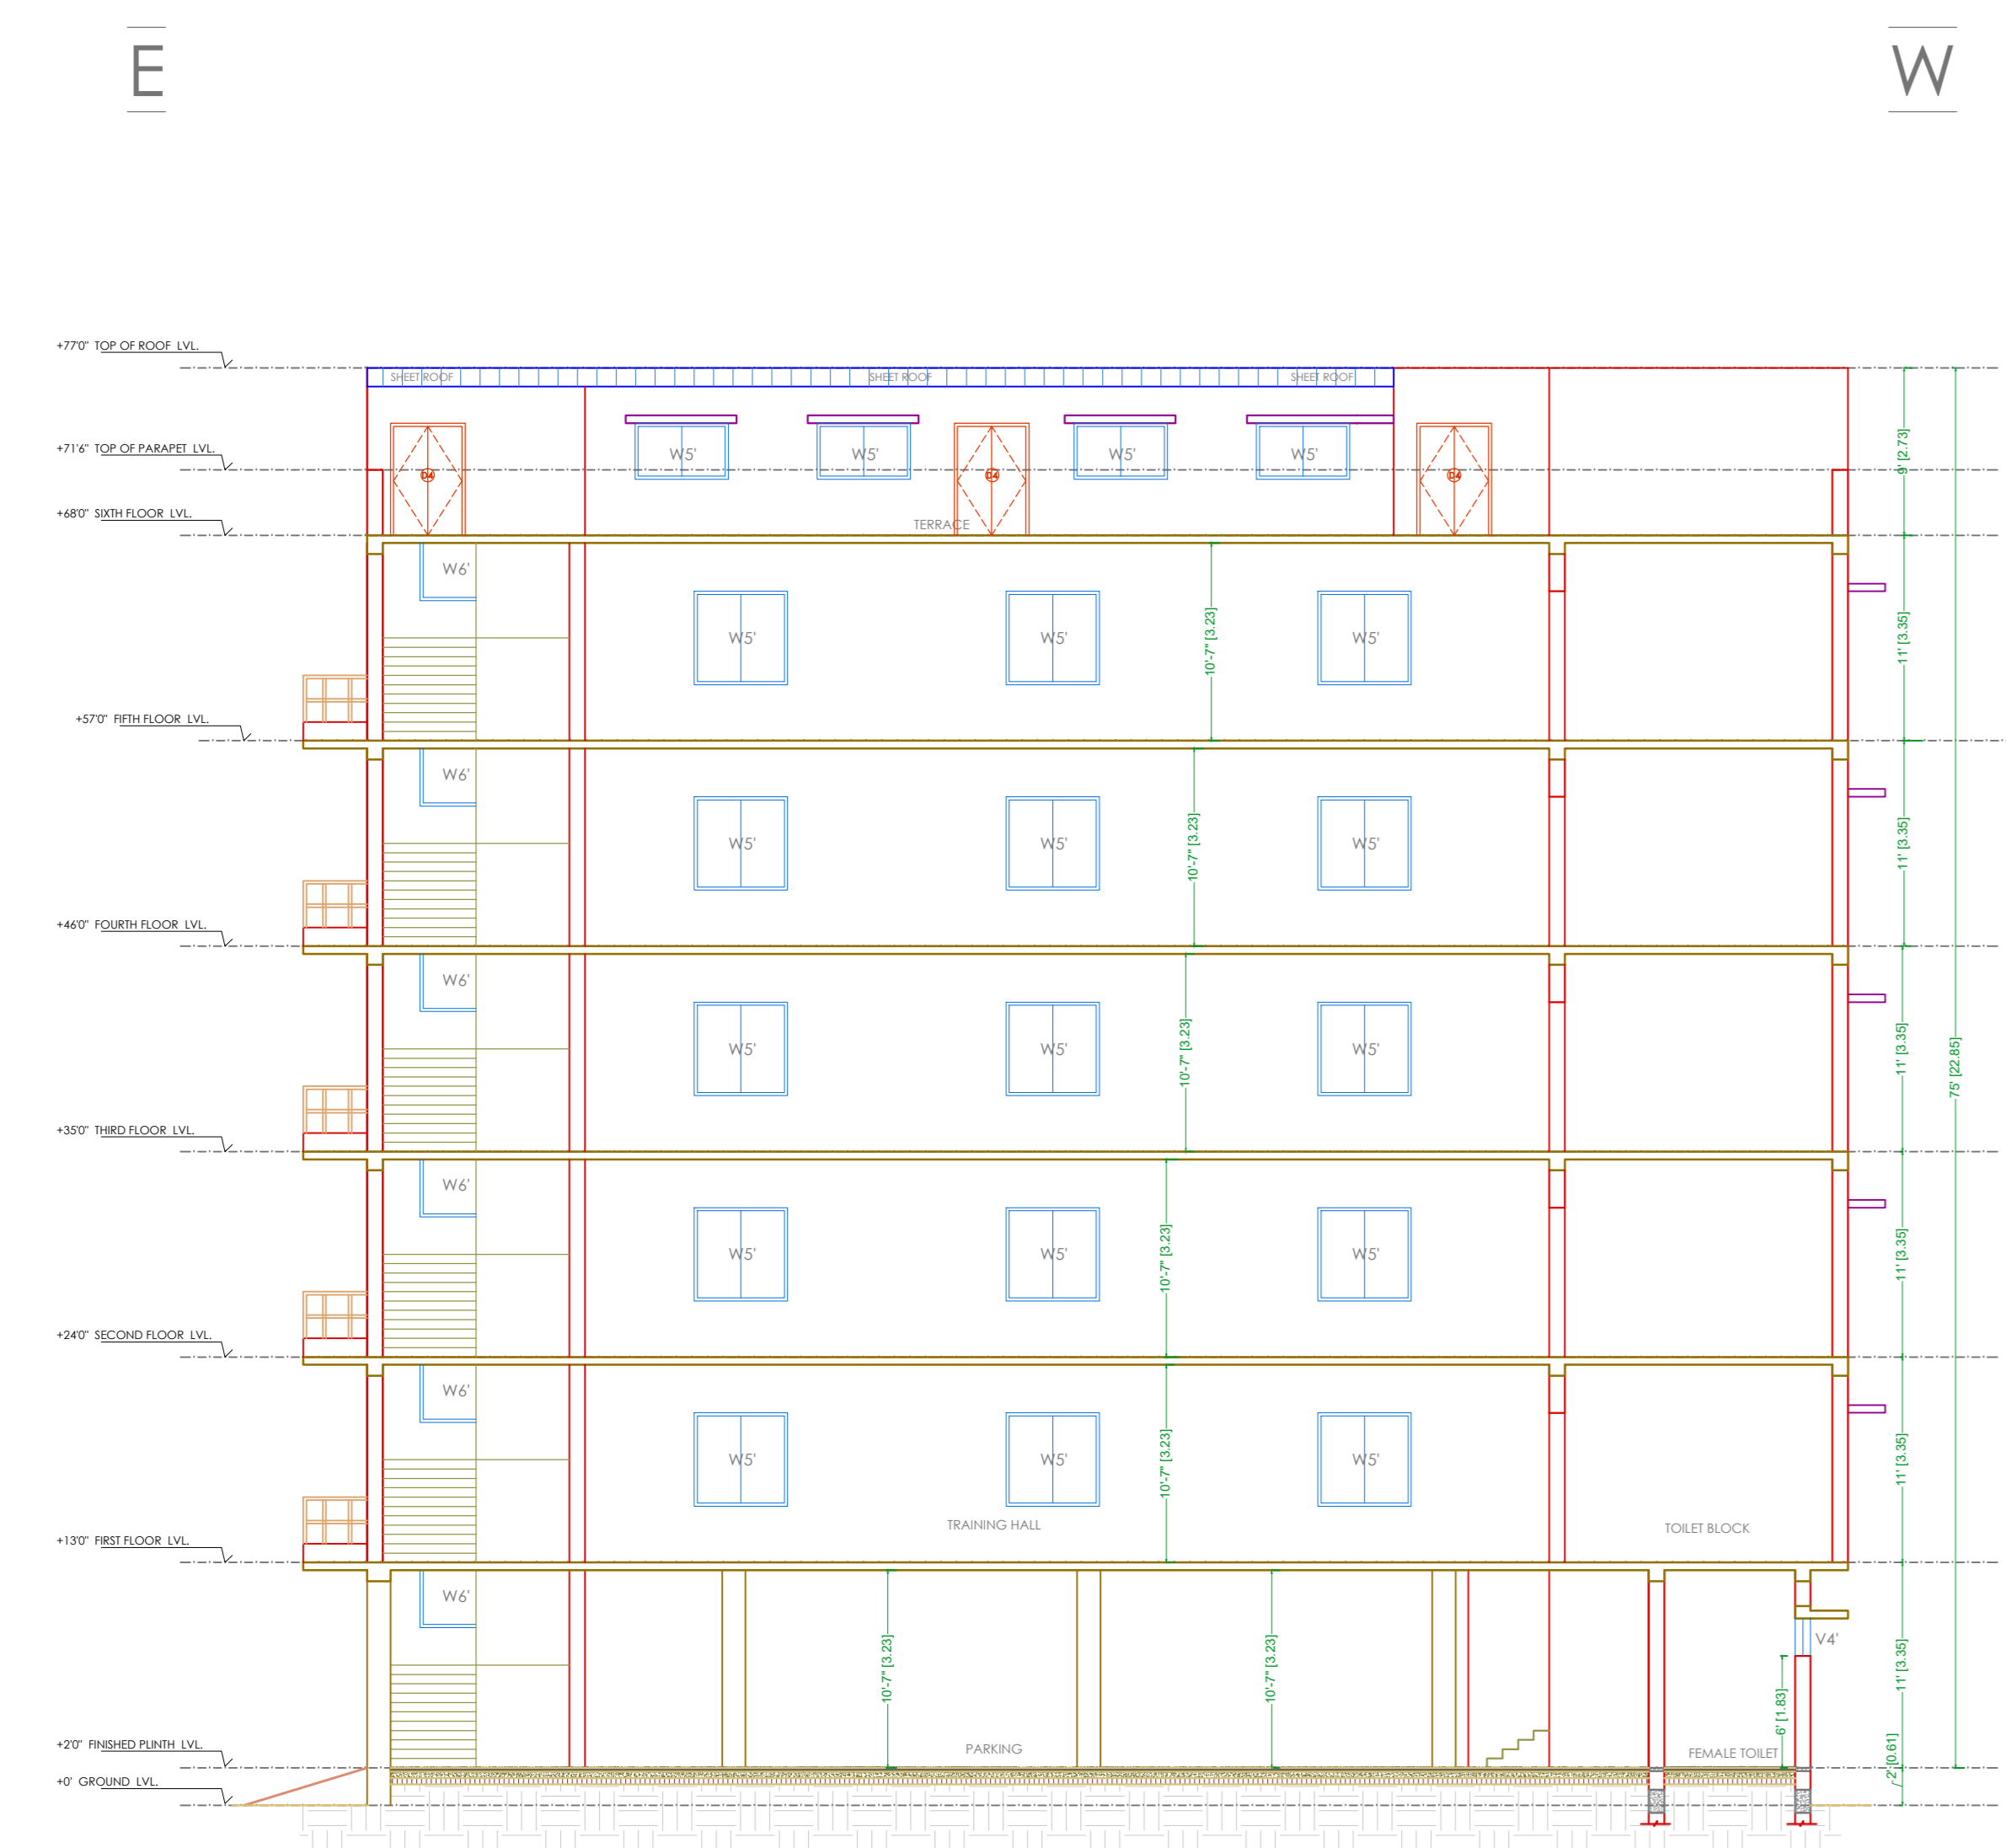 E
W
+77'0" TOP OF ROOF LVL.
SHEET ROOF
SHEET ROOF
SHEET ROOF
+71'6" TOP OF PARAPET LVL.
W5'
W5'
W5'
W5'
9' [2.73]
D4
D4
D4
+68'0" SIXTH FLOOR LVL.
TERRACE
W6'
W5'
W5'
10'-7" [3.23]
W5'
11' [3.35]
+57'0" FIFTH FLOOR LVL.
W6'
W5'
W5'
10'-7" [3.23]
W5'
11' [3.35]
+46'0" FOURTH FLOOR LVL.
W6'
W5'
W5'
10'-7" [3.23]
W5'
11' [3.35]
75' [22.85]
+35'0" THIRD FLOOR LVL.
W6'
W5'
W5'
10'-7" [3.23]
W5'
11' [3.35]
+24'0" SECOND FLOOR LVL.
W6'
W5'
W5'
10'-7" [3.23]
W5'
11' [3.35]
TRAINING HALL
TOILET BLOCK
+13'0" FIRST FLOOR LVL.
W6'
V4'
10'-7" [3.23]
10'-7" [3.23]
11' [3.35]
6' [1.83]
+2'0" FINISHED PLINTH LVL.
PARKING
FEMALE TOILET
2' [0.61]
+0' GROUND LVL.